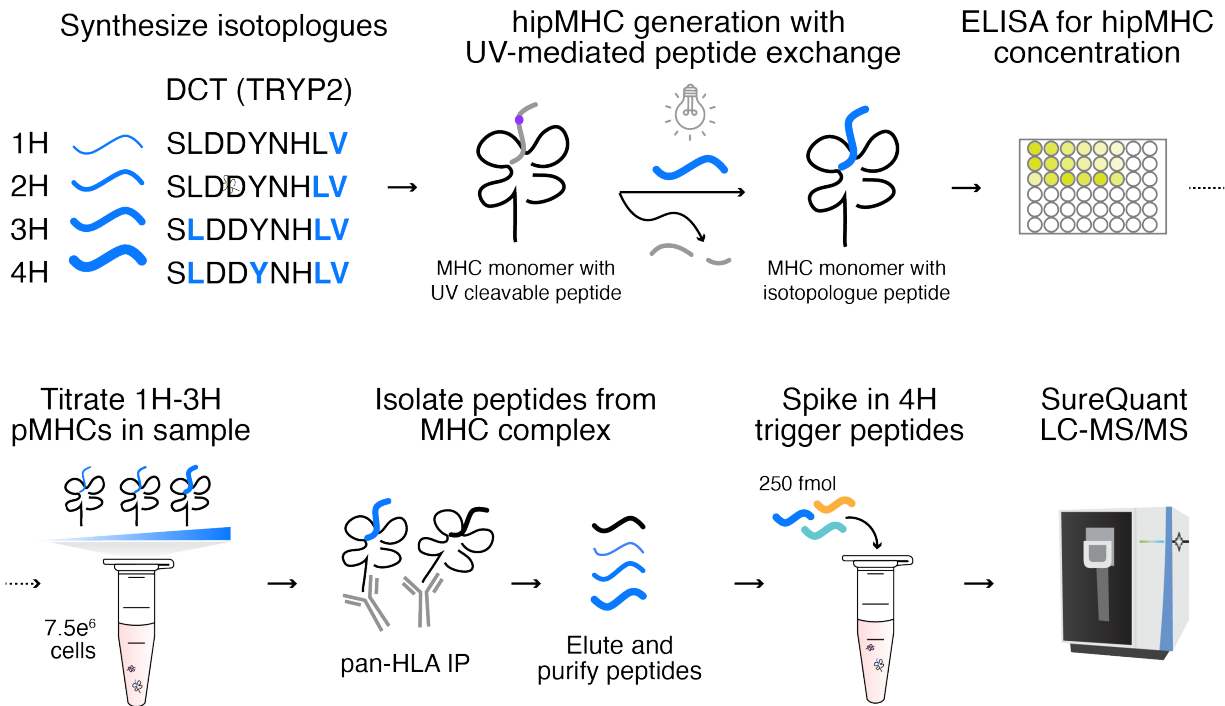 Synthesize isotoplogues
DCT (TRYP2)
1H SLDDYNHLV
2H SLDDYNHLV
3H SLDDYNHLV
4H SLDDYNHLV
hipMHC generation with
UV-mediated peptide exchange
MHC monomer with
UV cleavable peptide
MHC monomer with
isotopologue peptide
ELISA for hipMHC
concentration
Titrate 1H-3H
pMHCs in sample
7.5e⁶
cells
Isolate peptides from
MHC complex
pan-HLA IP
Elute and
purify peptides
Spike in 4H
trigger peptides
250 fmol
SureQuant
LC-MS/MS